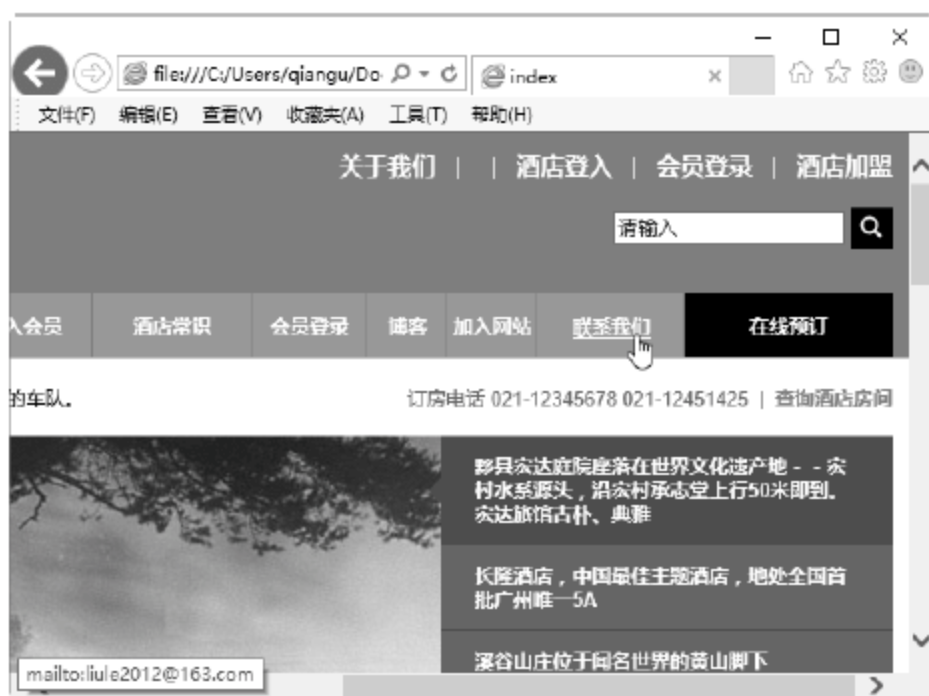 file:///C:/Users/qiangu/Do
index
文件(F) 编辑(E) 查看(V) 收藏夹(A) 工具(T) 帮助(H)
关于我们 | | 酒店登入 | 会员登录 | 酒店加盟
请输入
入会员 酒店常识 会员登录 博客 加入网站 联系我们 在线预订
的车队。 订房电话 021-12345678 021-12451425 | 查询酒店房间
黟县宏达庭院座落在世界文化遗产地--宏
村水系源头，沿宏村承志堂上行50米即到。
宏达旅馆古朴、典雅
长隆酒店，中国最佳主题酒店，地处全国首
批广州唯一5A
溪谷山庄位于闻名世界的黄山脚下
mailto:liule2012@163.com